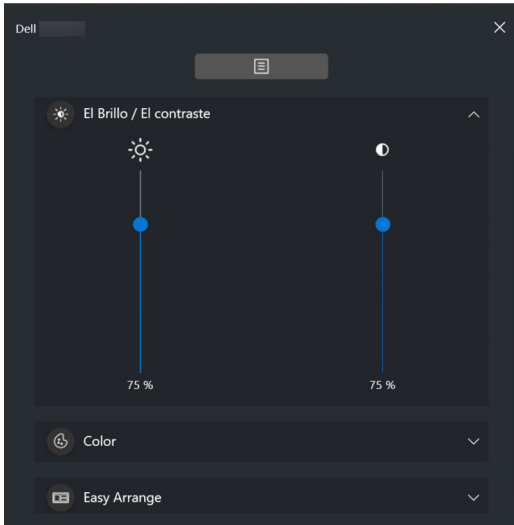 Dell
El Brillo / El contraste
75 %
75 %
Color
Easy Arrange